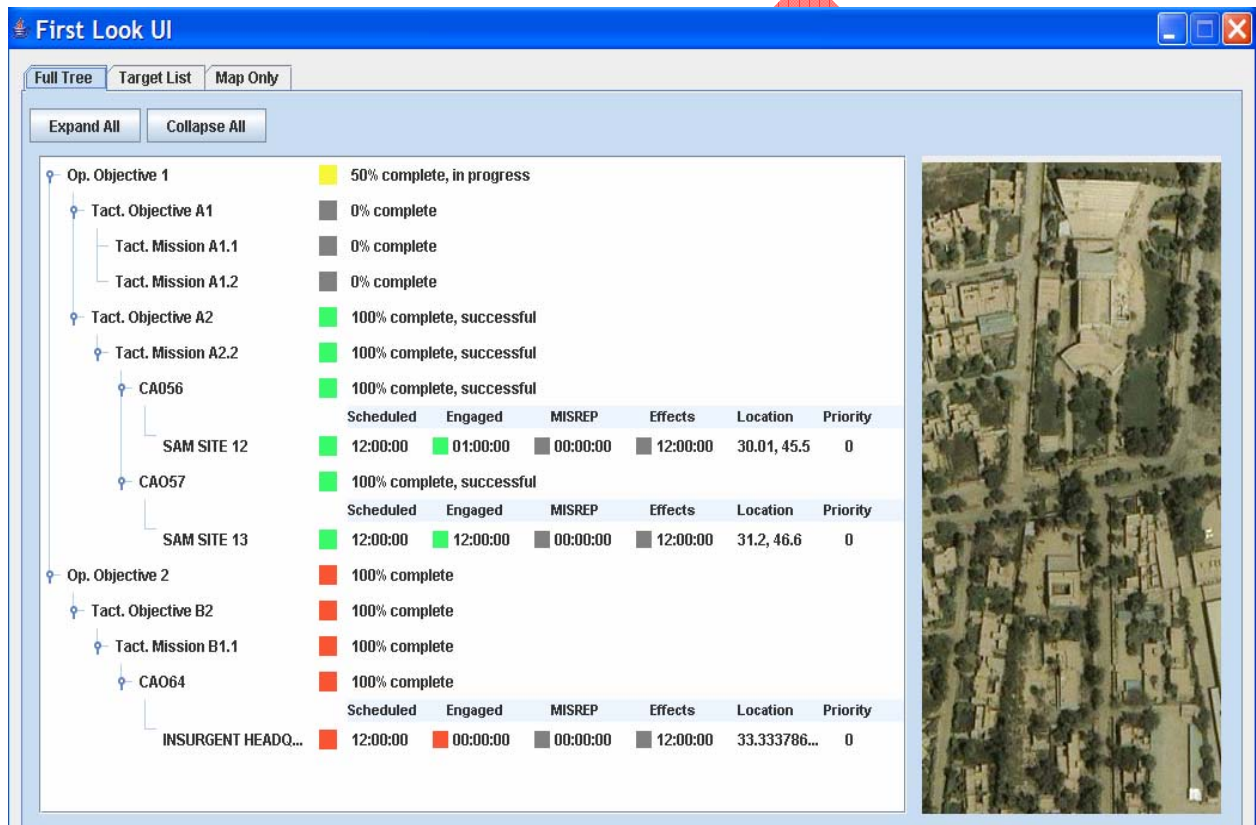 First Look UI
Full Tree Target List Map Only
Expand All Collapse All
Op. Objective 1 50% complete, in progress
Tact. Objective A1 0% complete
Tact. Mission A1.1 0% complete
Tact. Mission A1.2 0% complete
Tact. Objective A2 100% complete, successful
Tact. Mission A2.2 100% complete, successful
CA056 100% complete, successful
Scheduled Engaged MISREP Effects Location Priority
SAM SITE 12 12:00:00 01:00:00 00:00:00 12:00:00 30.01, 45.5 0
CAO57 100% complete, successful
Scheduled Engaged MISREP Effects Location Priority
SAM SITE 13 12:00:00 12:00:00 00:00:00 12:00:00 31.2, 46.6 0
Op. Objective 2 100% complete
Tact. Objective B2 100% complete
Tact. Mission B1.1 100% complete
CAO64 100% complete
Scheduled Engaged MISREP Effects Location Priority
INSURGENT HEADQ... 12:00:00 00:00:00 00:00:00 12:00:00 33.333786... 0